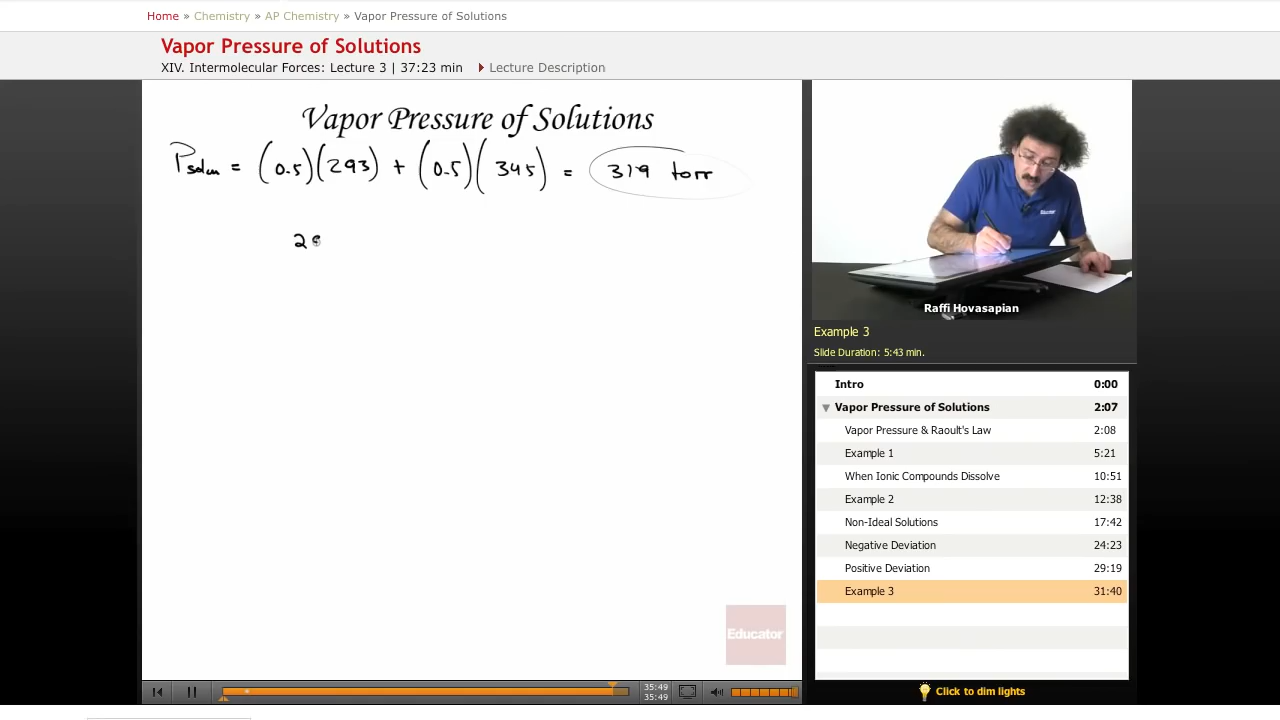 Home » Chemistry » AP Chemistry » Vapor Pressure of Solutions
Vapor Pressure of Solutions
XIV. Intermolecular Forces: Lecture 3 | 37:23 min Lecture Description
Vapor Pressure of Solutions
Psoln = (0.5)(293) + (0.5)(345) = 319 torr
Educator
Raffi Hovasapian
Example 3
Slide Duration: 5:43 min.
Intro 0:00
Vapor Pressure of Solutions 2:07
Vapor Pressure & Raoult's Law 2:08
Example 1 5:21
When Ionic Compounds Dissolve 10:51
Example 2 12:38
Non-Ideal Solutions 17:42
Negative Deviation 24:23
Positive Deviation 29:19
Example 3 31:40
Educator
35:49
35:49
Click to dim lights